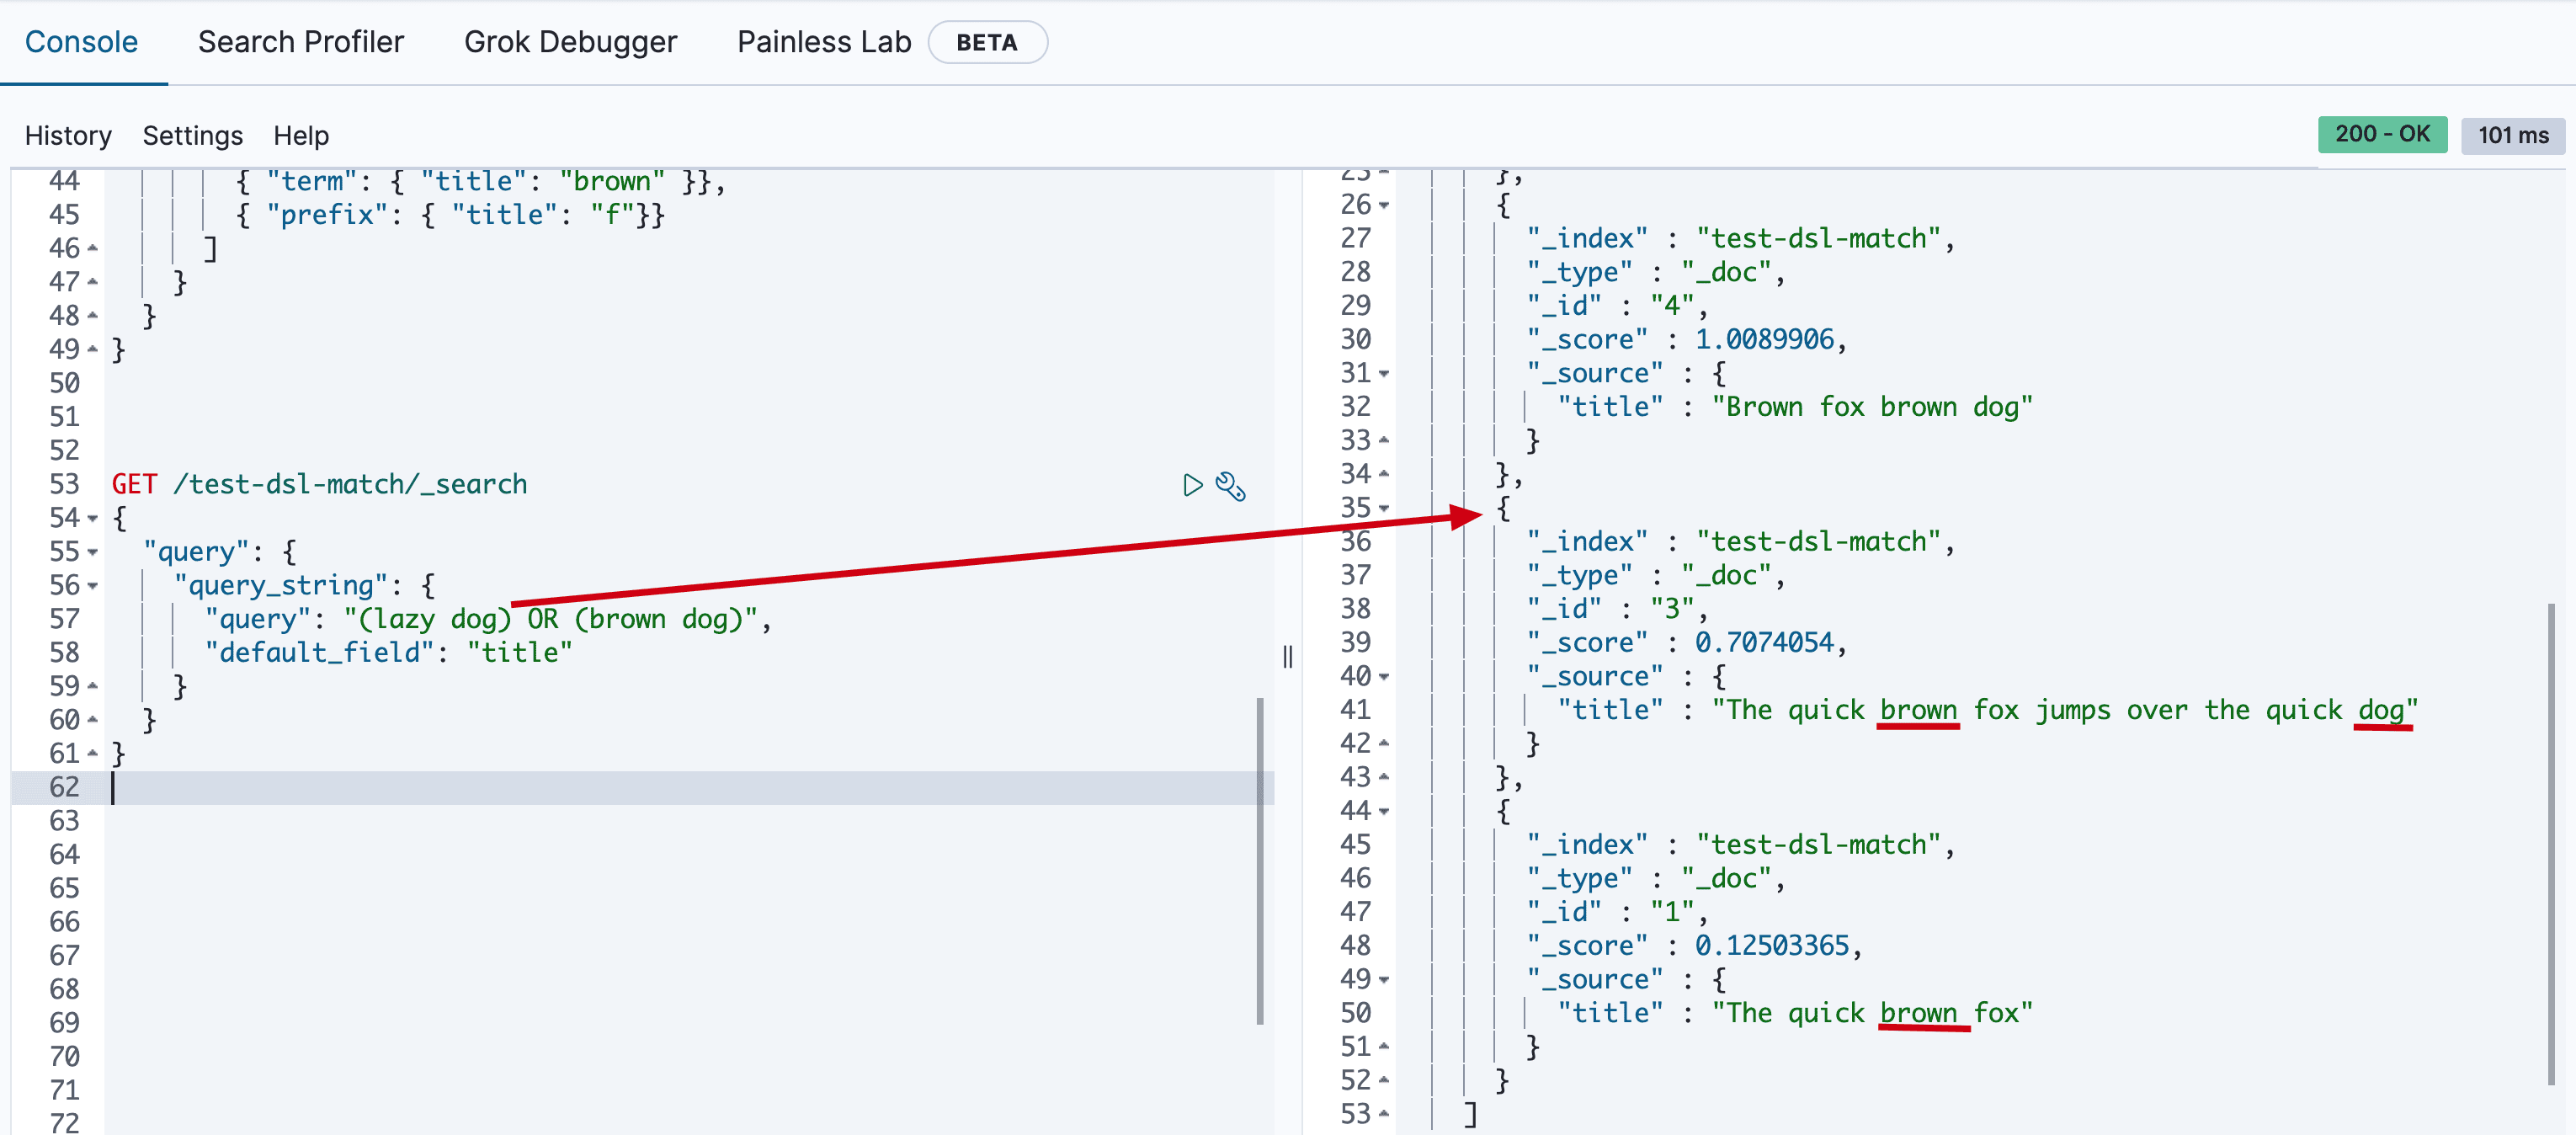 Console Search Profiler Grok Debugger Painless Lab BETA
History Settings Help
200 - OK 101 ms
44 { "term": { "title": "brown" }},
45 { "prefix": { "title": "f"}}
46 ]
47 }
48 }
49 }
50
51
52
53 GET /test-dsl-match/_search
54 {
55 "query": {
56 "query_string": {
57 "query": "(lazy dog) OR (brown dog)",
58 "default_field": "title"
59 }
60 }
61 }
62
63
64
65
66
67
68
69
70
71
72
25 },
26 {
27 "_index" : "test-dsl-match",
28 "_type" : "_doc",
29 "_id" : "4",
30 "_score" : 1.0089906,
31 "_source" : {
32 "title" : "Brown fox brown dog"
33 }
34 },
35 {
36 "_index" : "test-dsl-match",
37 "_type" : "_doc",
38 "_id" : "3",
39 "_score" : 0.7074054,
40 "_source" : {
41 "title" : "The quick brown fox jumps over the quick dog"
42 }
43 },
44 {
45 "_index" : "test-dsl-match",
46 "_type" : "_doc",
47 "_id" : "1",
48 "_score" : 0.12503365,
49 "_source" : {
50 "title" : "The quick brown fox"
51 }
52 }
53 ]